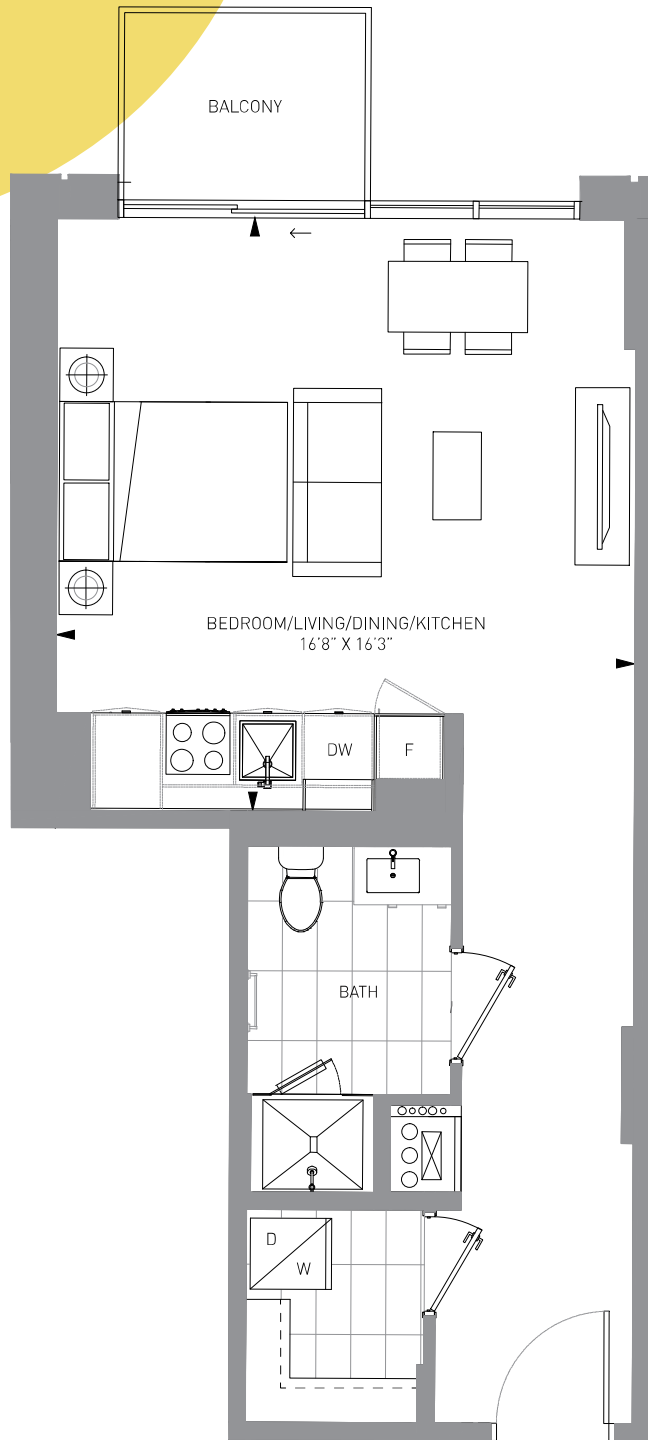 BALCONY
BEDROOM/LIVING/DINING/KITCHEN
16'8" X 16'3"
DW
F
BATH
D
W